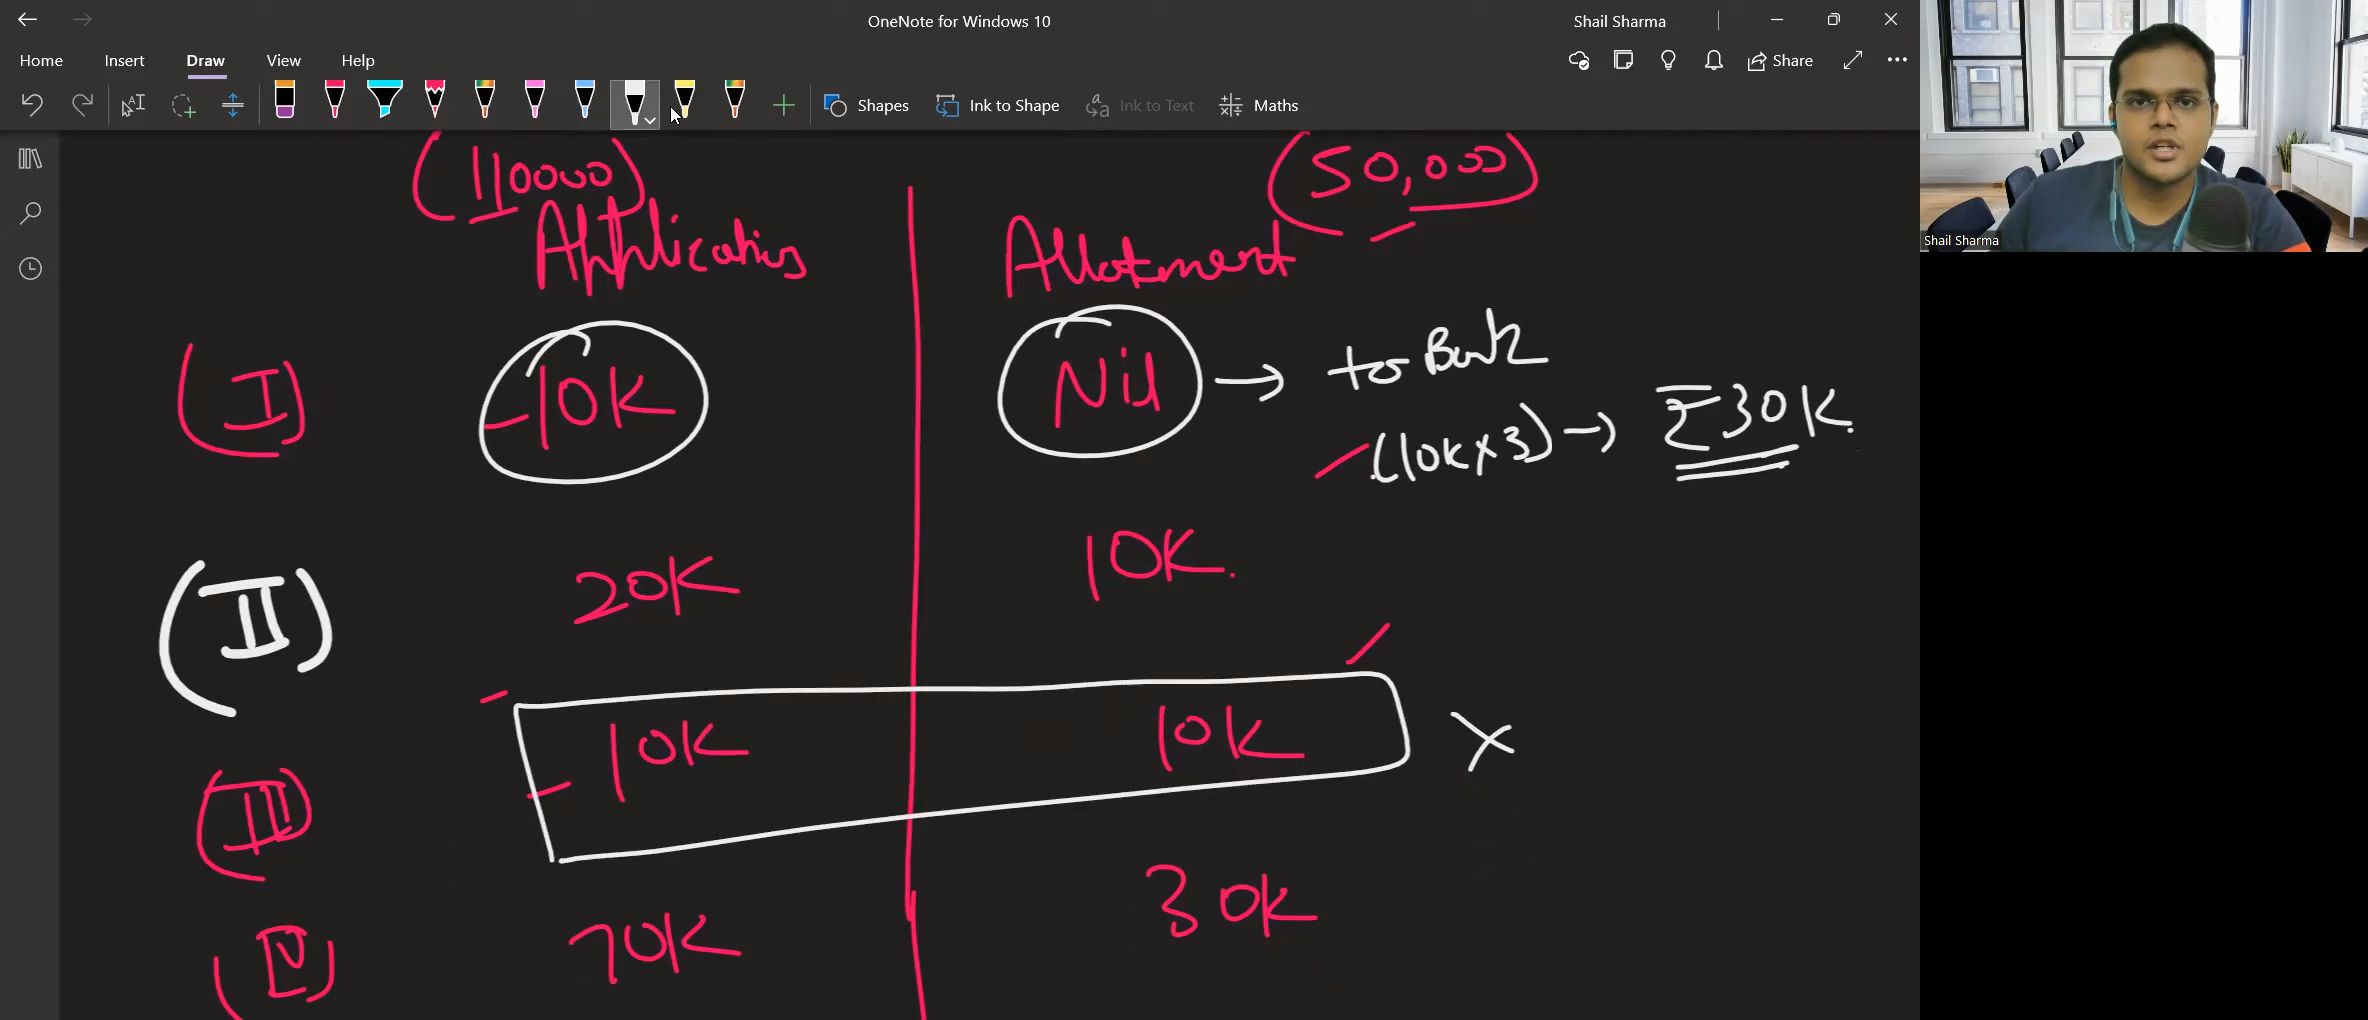 OneNote for Windows 10
Shail Sharma
Home Insert Draw View Help
Share
Shapes Ink to Shape Ink to Text Maths
Shail Sharma
(110000) (50,000)
Application Allotment
(I) 10K Nil → to Bank
(10K x 3) → ₹30K.
(II) 20K 10K.
(III) 10K 10K X
(IV) 70K 30K